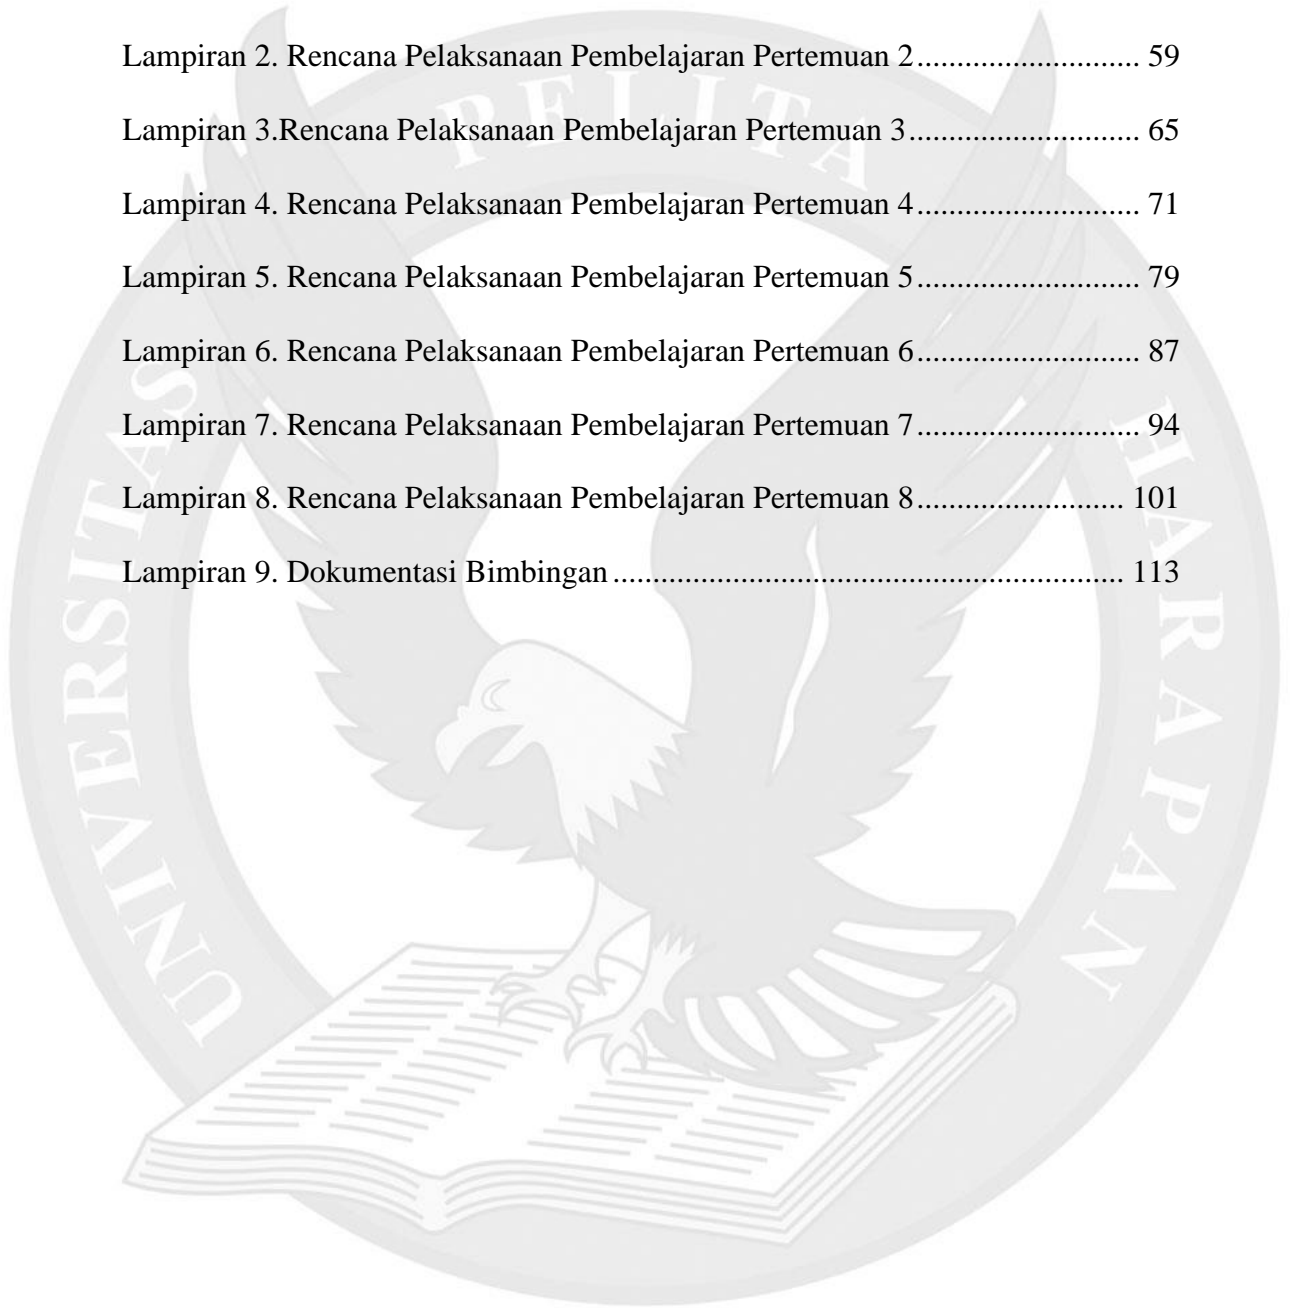 Lampiran 2. Rencana Pelaksanaan Pembelajaran Pertemuan 2............................ 59
Lampiran 3.Rencana Pelaksanaan Pembelajaran Pertemuan 3............................. 65
Lampiran 4. Rencana Pelaksanaan Pembelajaran Pertemuan 4............................ 71
Lampiran 5. Rencana Pelaksanaan Pembelajaran Pertemuan 5............................ 79
Lampiran 6. Rencana Pelaksanaan Pembelajaran Pertemuan 6............................ 87
Lampiran 7. Rencana Pelaksanaan Pembelajaran Pertemuan 7............................ 94
Lampiran 8. Rencana Pelaksanaan Pembelajaran Pertemuan 8.......................... 101
Lampiran 9. Dokumentasi Bimbingan ................................................................ 113
UNIVERSITAS PELITA HARAPAN